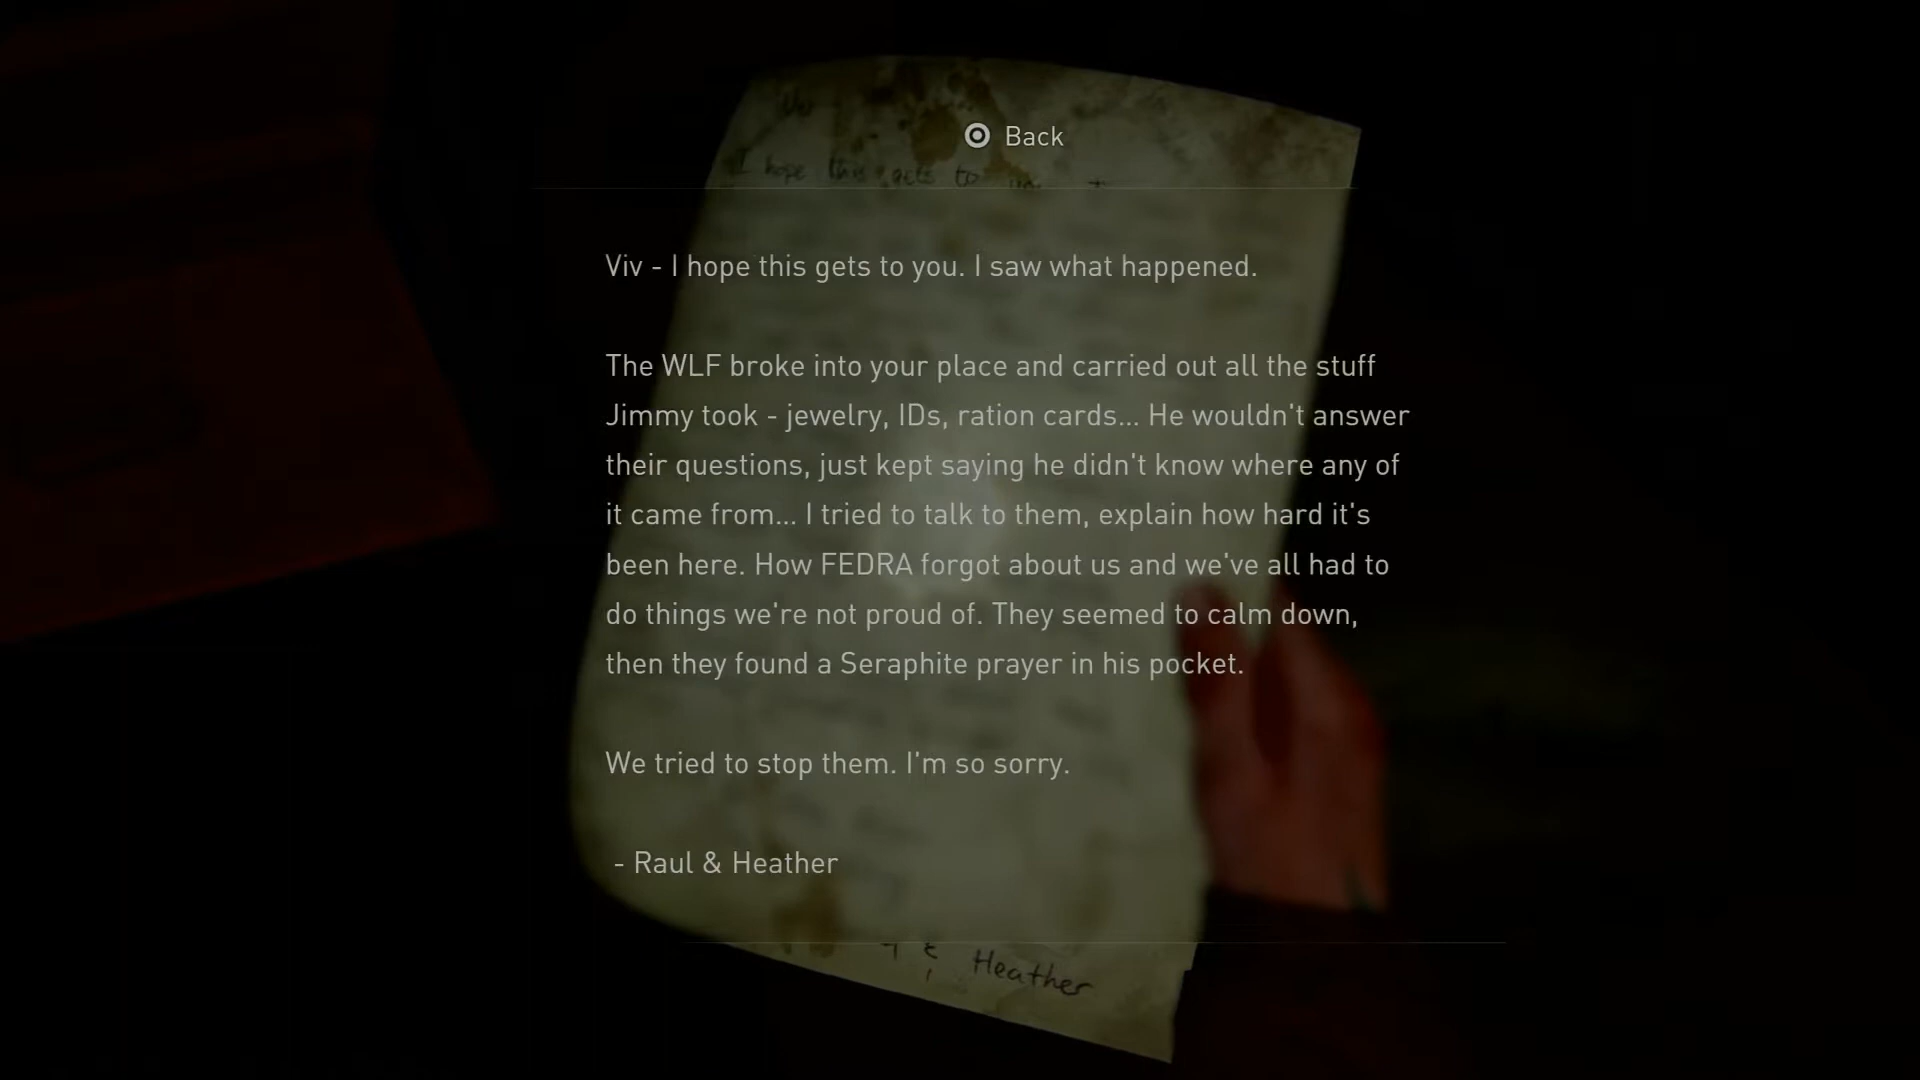 Back
I hope this gets to
Viv - I hope this gets to you. I saw what happened.
The WLF broke into your place and carried out all the stuff
Jimmy took - jewelry, IDs, ration cards... He wouldn't answer
their questions, just kept saying he didn't know where any of
it came from... I tried to talk to them, explain how hard it's
been here. How FEDRA forgot about us and we've all had to
do things we're not proud of. They seemed to calm down,
then they found a Seraphite prayer in his pocket.
We tried to stop them. I'm so sorry.
- Raul & Heather
& Heather